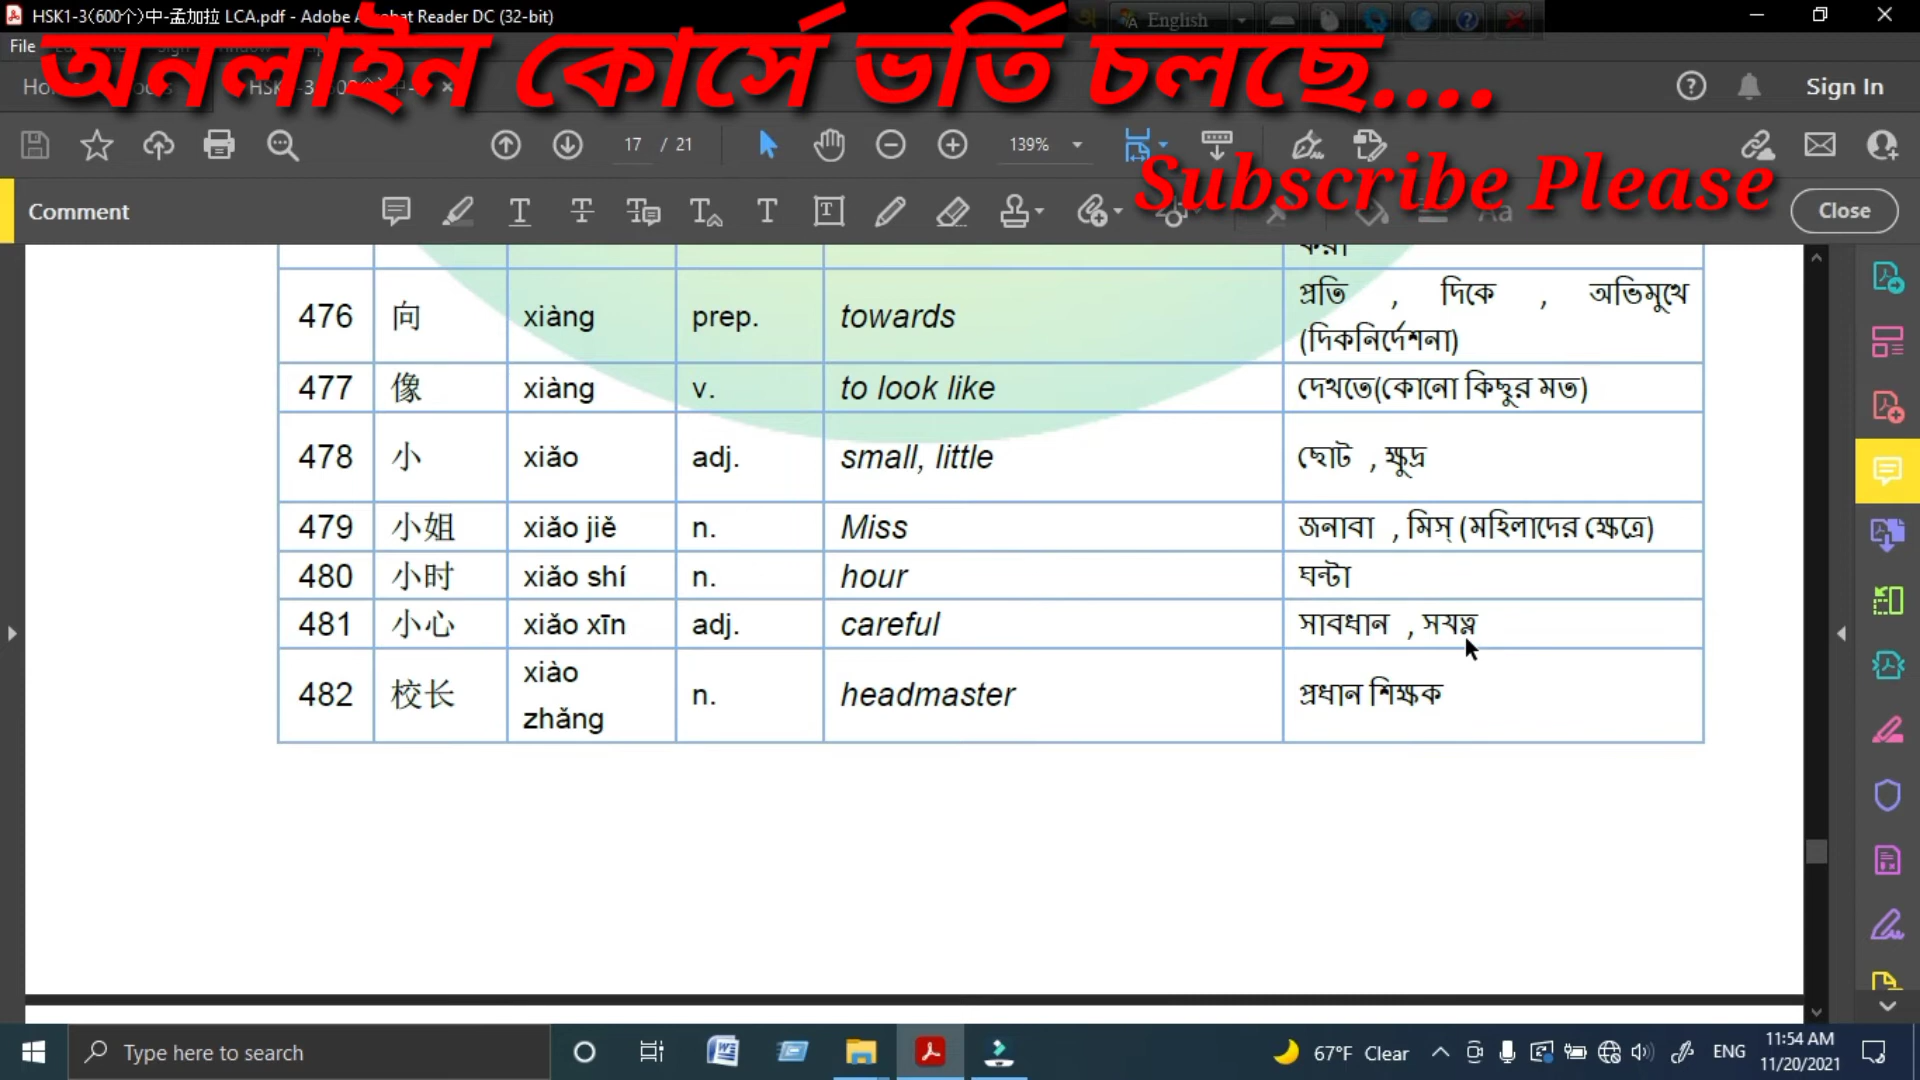 HSK1-3(600个)中-孟加拉 LCA.pdf - Adobe Acrobat Reader DC (32-bit)
English
অনলাইন কোর্সে ভর্তি চলছে....
File
Sign In
17 / 21
139%
Subscribe Please
Comment
Close
করা
476 向 xiàng prep. towards প্রতি , দিকে , অভিমুখে
(দিকনির্দেশনা)
477 像 xiàng v. to look like দেখতে(কোনো কিছুর মত)
478 小 xiǎo adj. small, little ছোট , ক্ষুদ্র
479 小姐 xiǎo jiě n. Miss জনাবা , মিস্ (মহিলাদের ক্ষেত্রে)
480 小时 xiǎo shí n. hour ঘন্টা
481 小心 xiǎo xīn adj. careful সাবধান , সযত্ন
482 校长 xiào
zhǎng n. headmaster প্রধান শিক্ষক
Type here to search
67°F Clear
ENG
11:54 AM
11/20/2021